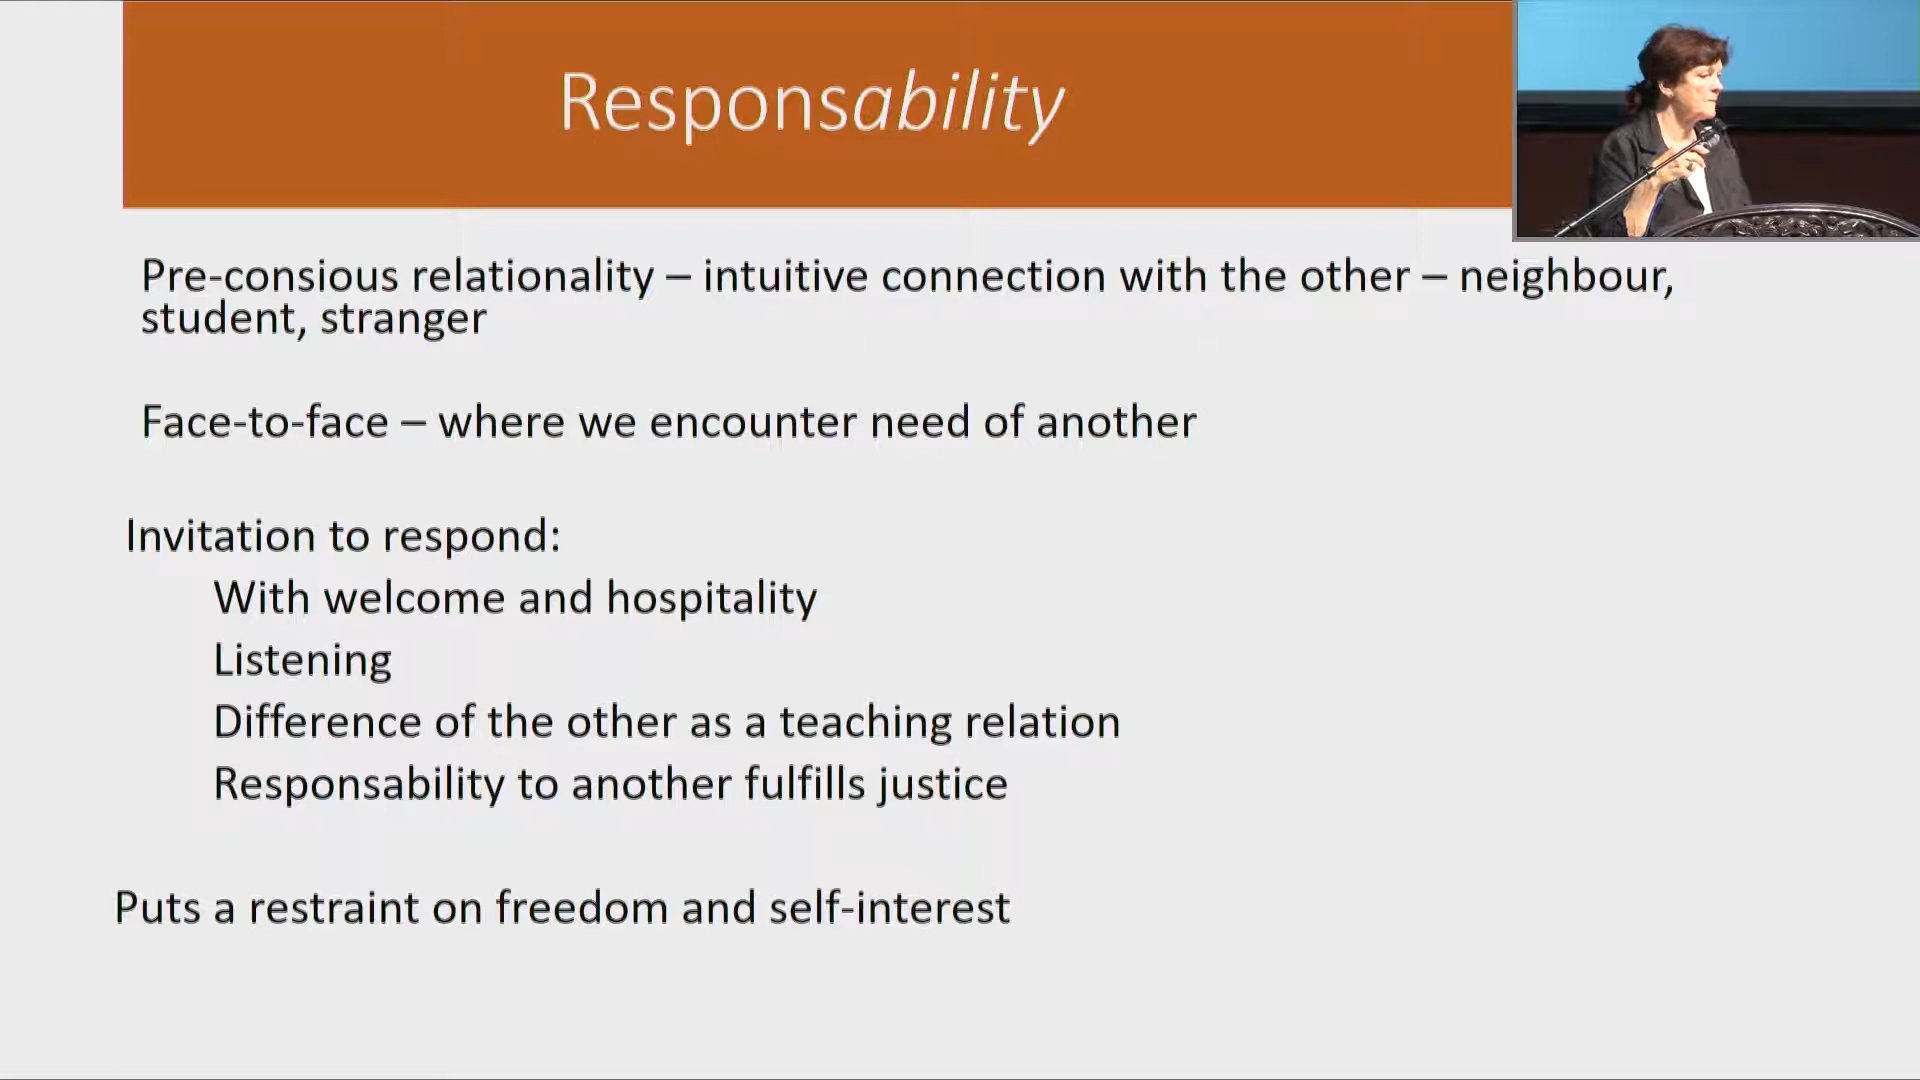 Responsability
Pre-consious relationality – intuitive connection with the other – neighbour,
student, stranger
Face-to-face – where we encounter need of another
Invitation to respond:
With welcome and hospitality
Listening
Difference of the other as a teaching relation
Responsability to another fulfills justice
Puts a restraint on freedom and self-interest